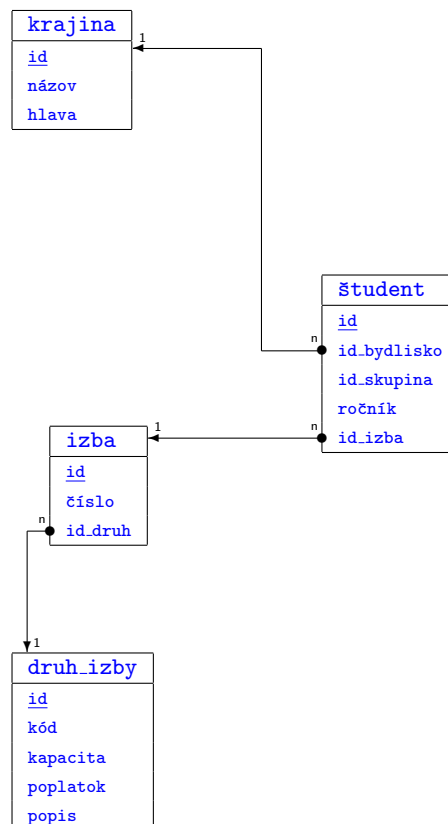 krajina
id
názov
hlava
1
študent
id
id_bydlisko
id_skupina
ročník
id_izba
n
n
1
izba
id
číslo
id_druh
n
1
druh_izby
id
kód
kapacita
poplatok
popis